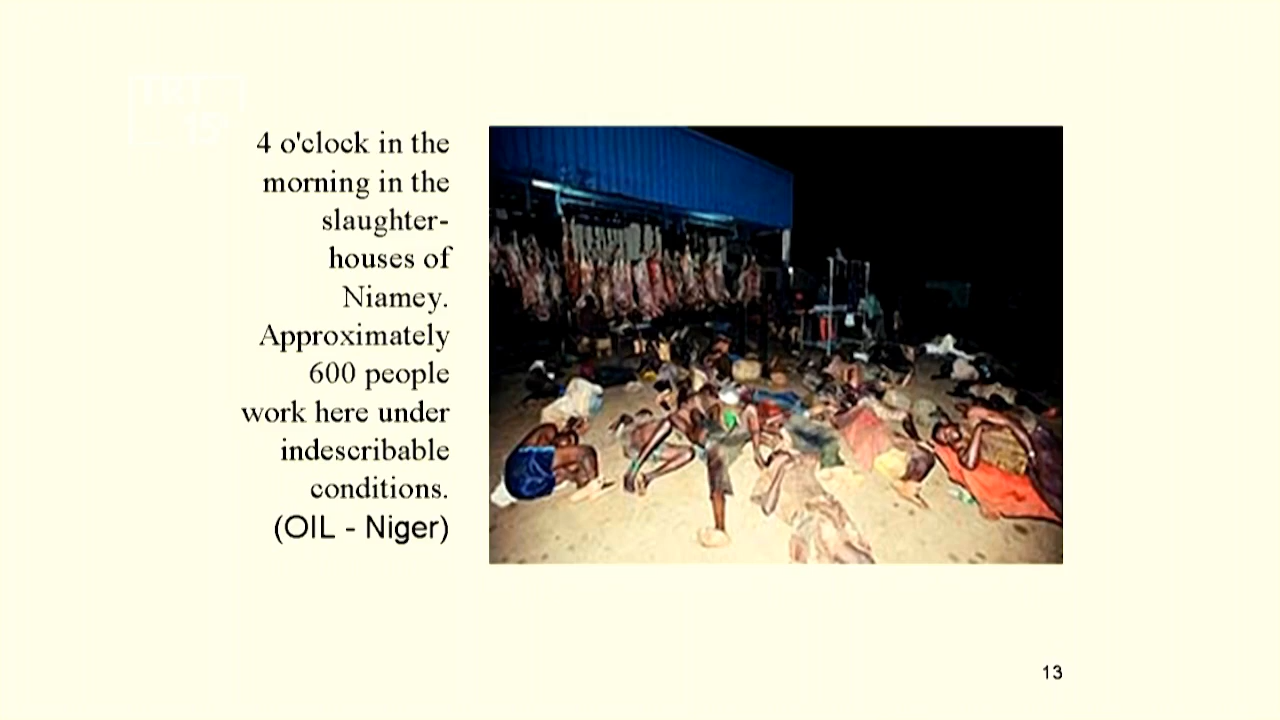 4 o'clock in the
morning in the
slaughter-
houses of
Niamey.
Approximately
600 people
work here under
indescribable
conditions.
(OIL - Niger)
13